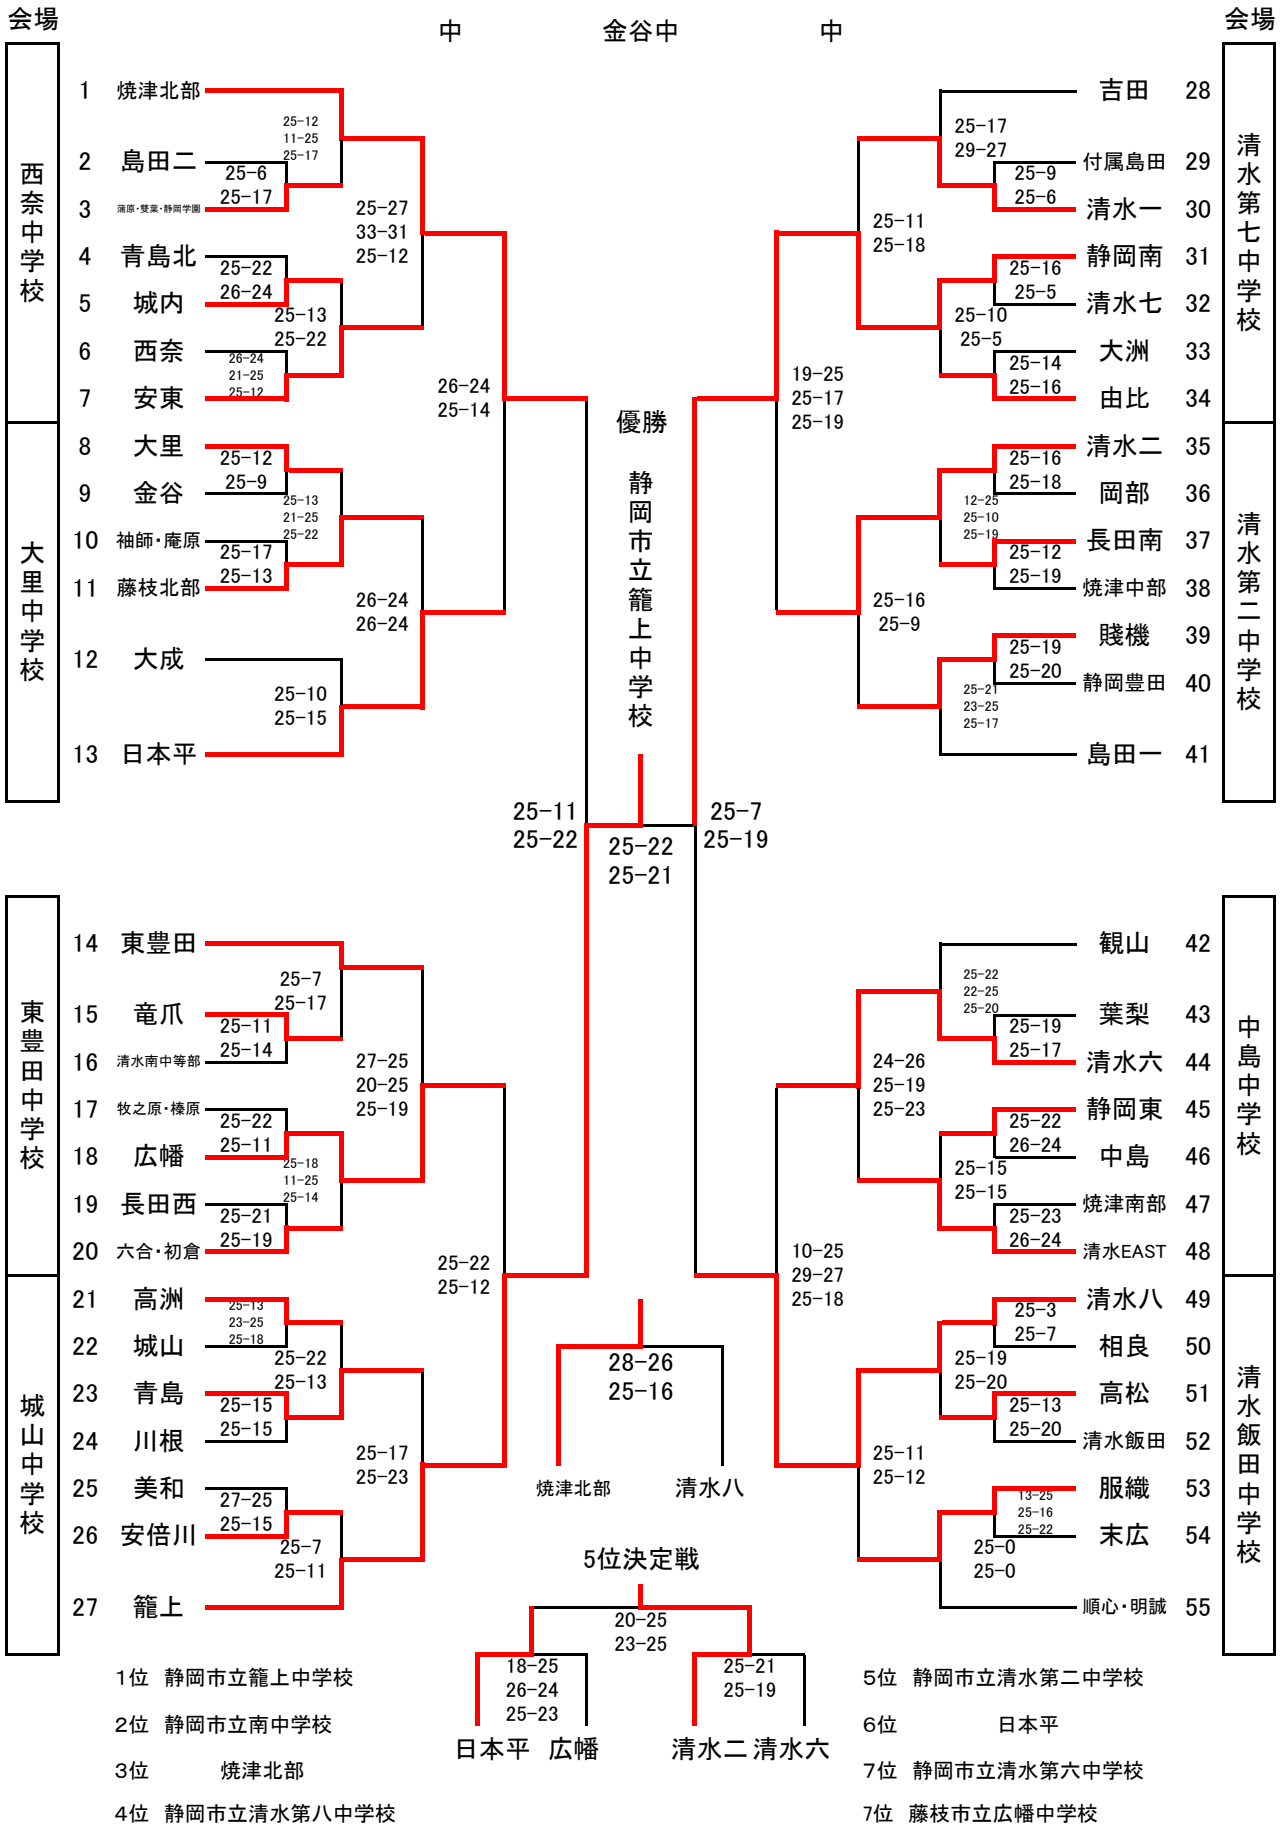 会場
中
金谷中
中
会場
西奈中学校
大里中学校
1 焼津北部
2 島田二
3 蒲原・雙葉・静岡学園
4 青島北
5 城内
6 西奈
7 安東
8 大里
9 金谷
10 袖師・庵原
11 藤枝北部
12 大成
13 日本平
25-12
11-25
25-17
25-6
25-17
25-22
26-24
25-13
25-22
26-24
21-25
25-12
25-12
25-9
25-13
21-25
25-22
25-17
25-13
25-10
25-15
25-27
33-31
25-12
26-24
26-24
26-24
25-14
優勝
静岡市立籠上中学校
清水第七中学校
清水第二中学校
吉田 28
付属島田 29
清水一 30
静岡南 31
清水七 32
大洲 33
由比 34
清水二 35
岡部 36
長田南 37
焼津中部 38
賤機 39
静岡豊田 40
島田一 41
25-17
29-27
25-9
25-6
25-16
25-5
25-10
25-5
25-14
25-16
25-16
25-18
12-25
25-10
25-19
25-12
25-19
25-19
25-20
25-21
23-25
25-17
25-11
25-18
25-16
25-9
19-25
25-17
25-19
25-11
25-22
25-22
25-21
25-7
25-19
東豊田中学校
城山中学校
14 東豊田
15 竜爪
16 清水南中等部
17 牧之原・榛原
18 広幡
19 長田西
20 六合・初倉
21 高洲
22 城山
23 青島
24 川根
25 美和
26 安倍川
27 籠上
25-7
25-17
25-11
25-14
25-22
25-11
25-18
11-25
25-14
25-21
25-19
25-13
23-25
25-18
25-22
25-13
25-15
25-15
27-25
25-15
25-7
25-11
27-25
20-25
25-19
25-17
25-23
25-22
25-12
中島中学校
清水飯田中学校
観山 42
葉梨 43
清水六 44
静岡東 45
中島 46
焼津南部 47
清水EAST 48
清水八 49
相良 50
高松 51
清水飯田 52
服織 53
末広 54
順心・明誠 55
25-22
22-25
25-20
25-19
25-17
25-22
26-24
25-15
25-15
25-23
26-24
25-3
25-7
25-19
25-20
25-13
25-20
13-25
25-16
25-22
25-0
25-0
24-26
25-19
25-23
25-11
25-12
10-25
29-27
25-18
28-26
25-16
焼津北部 清水八
5位決定戦
20-25
23-25
18-25
26-24
25-23
25-21
25-19
日本平 広幡 清水二 清水六
1位 静岡市立籠上中学校
2位 静岡市立南中学校
3位 焼津北部
4位 静岡市立清水第八中学校
5位 静岡市立清水第二中学校
6位 日本平
7位 静岡市立清水第六中学校
7位 藤枝市立広幡中学校